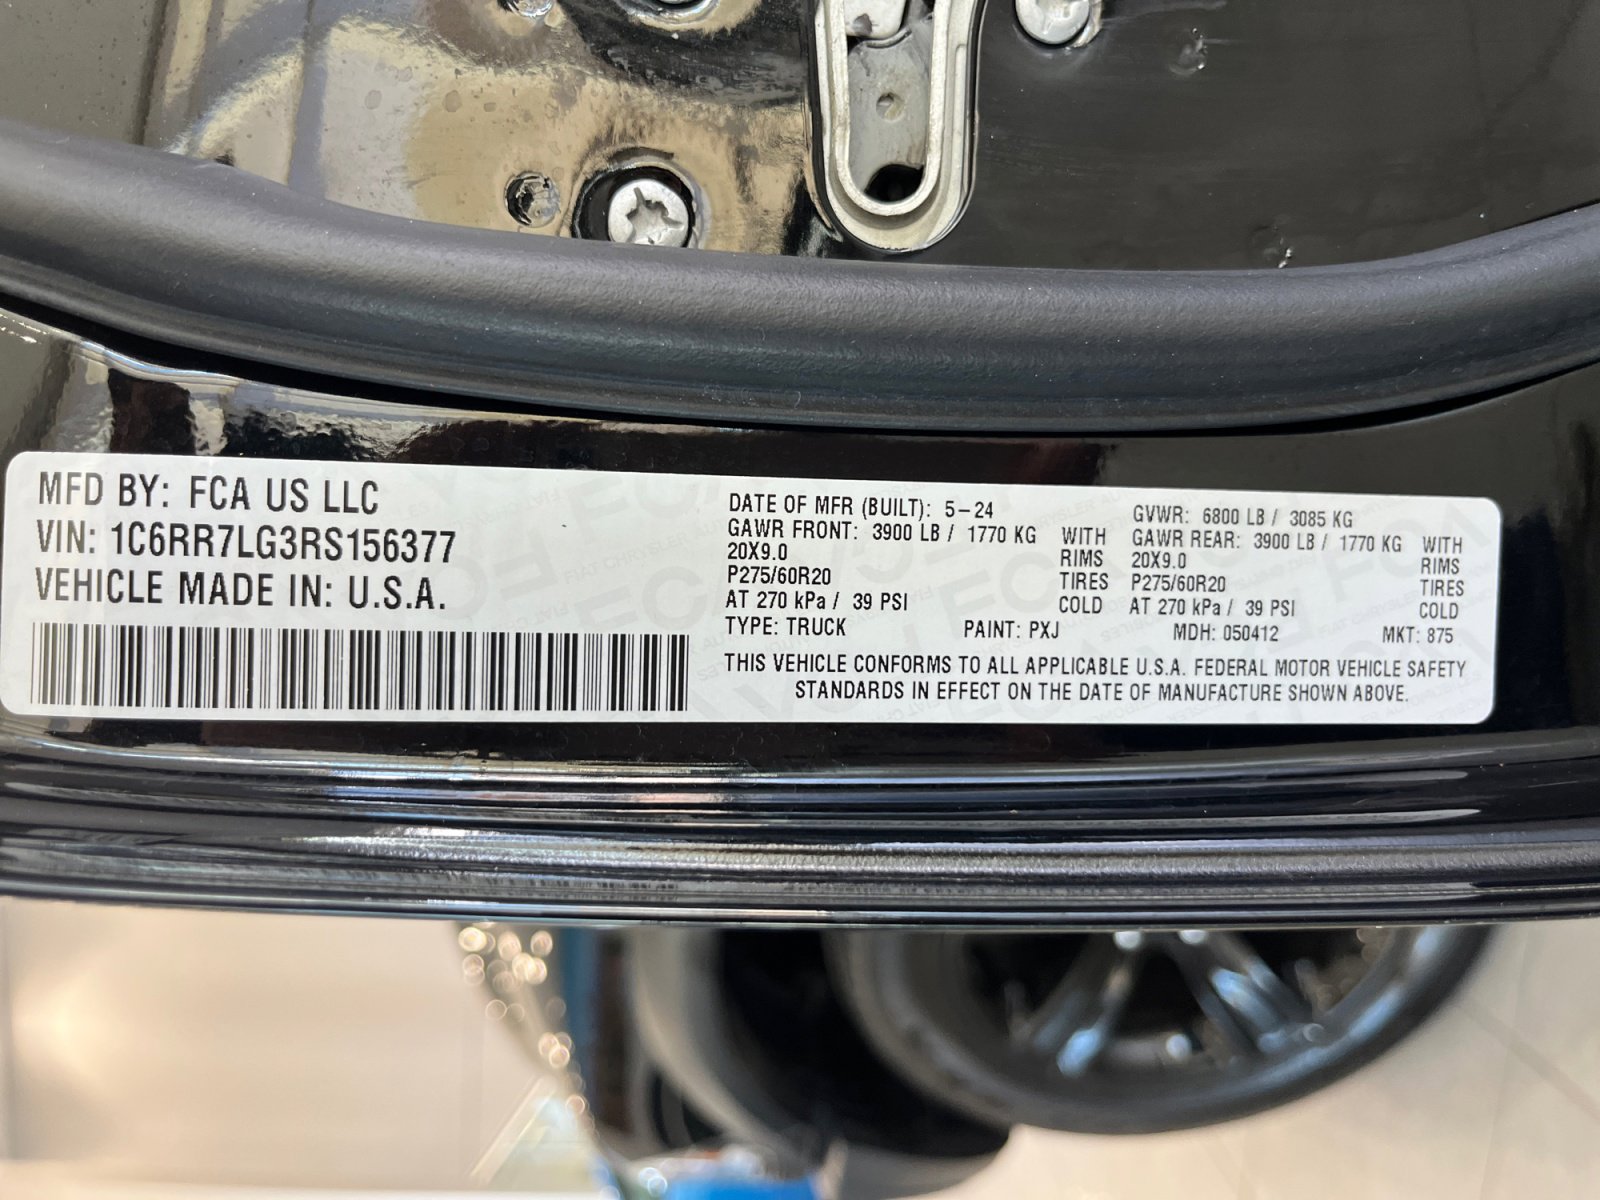 MFD BY: FCA US LLC
VIN: 1C6RR7LG3RS156377
VEHICLE MADE IN: U.S.A.
DATE OF MFR (BUILT): 5-24 GVWR: 6800 LB / 3085 KG
GAWR FRONT: 3900 LB / 1770 KG WITH GAWR REAR: 3900 LB / 1770 KG WITH
20X9.0 RIMS 20X9.0 RIMS
P275/60R20 TIRES P275/60R20 TIRES
AT 270 kPa / 39 PSI COLD AT 270 kPa / 39 PSI COLD
TYPE: TRUCK PAINT: PXJ MDH: 050412 MKT: 875
THIS VEHICLE CONFORMS TO ALL APPLICABLE U.S.A. FEDERAL MOTOR VEHICLE SAFETY
STANDARDS IN EFFECT ON THE DATE OF MANUFACTURE SHOWN ABOVE.